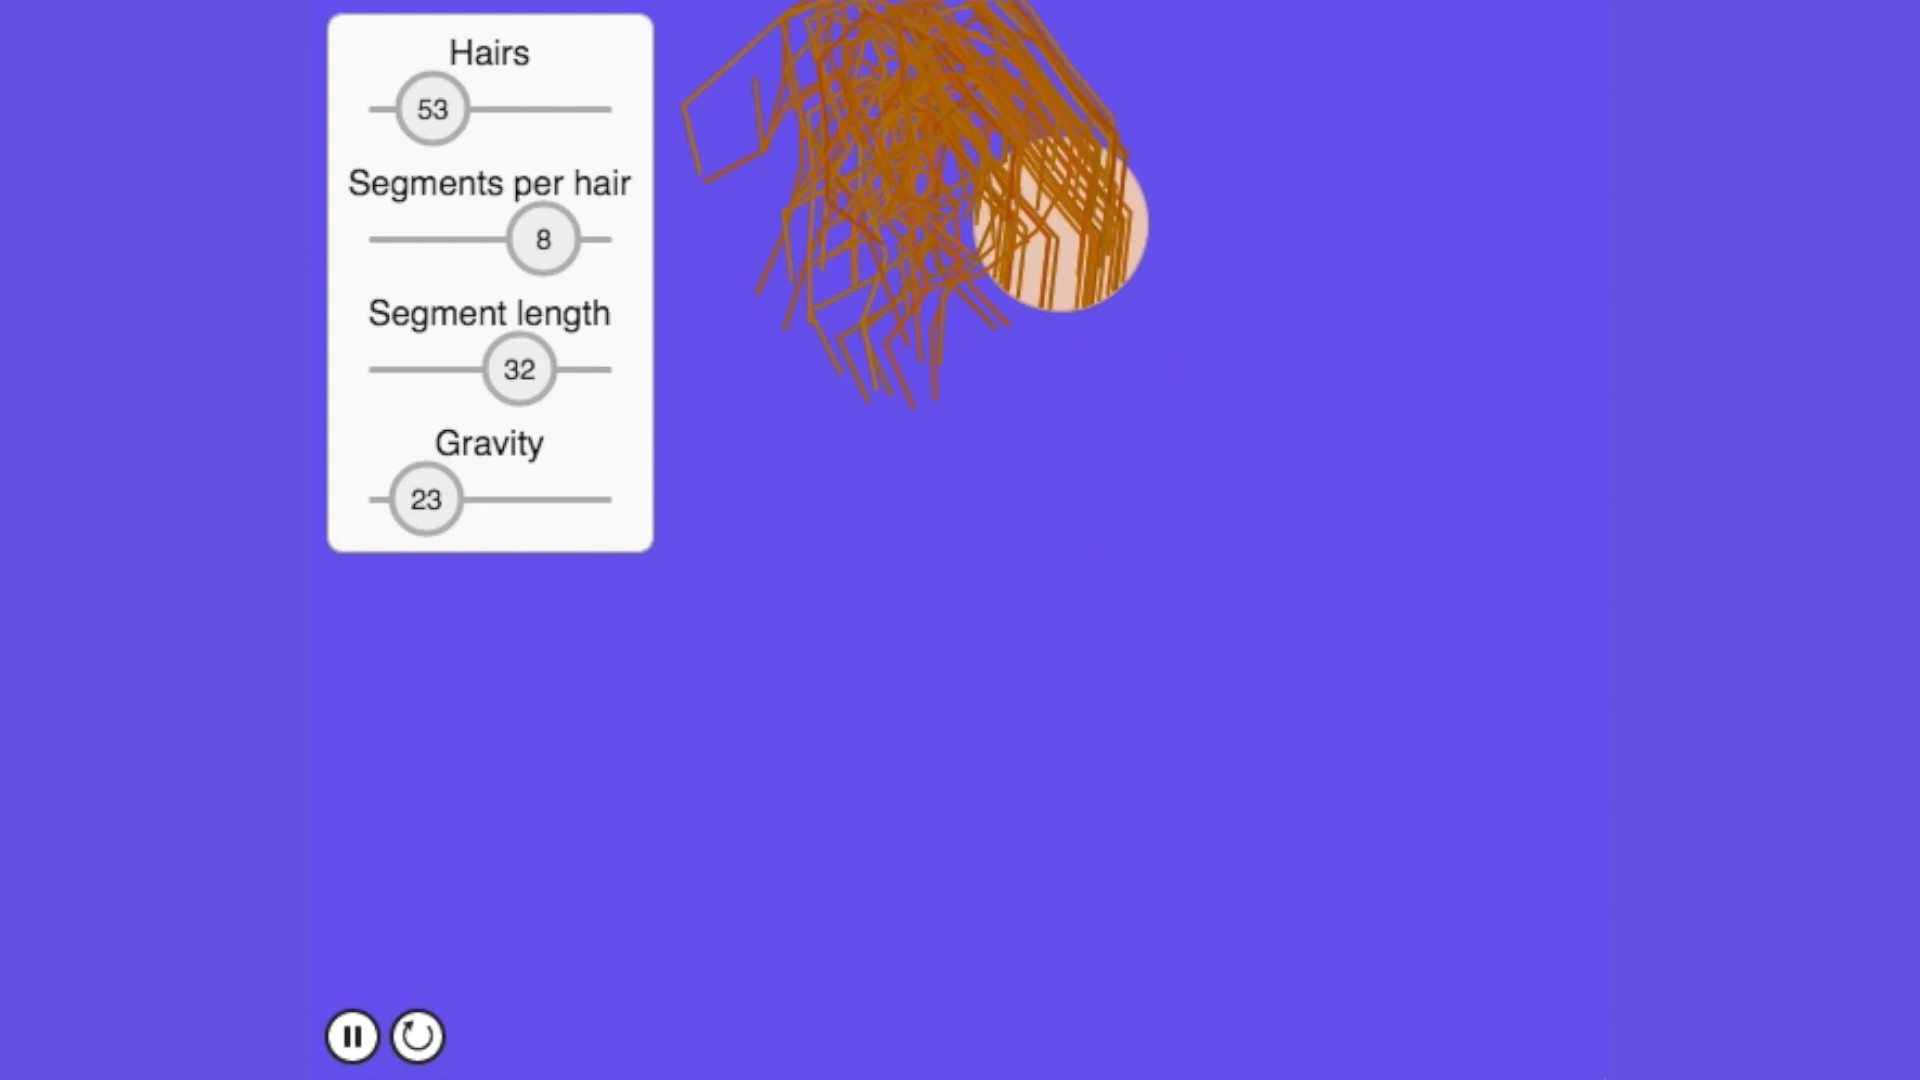 Hairs
53
Segments per hair
8
Segment length
32
Gravity
23